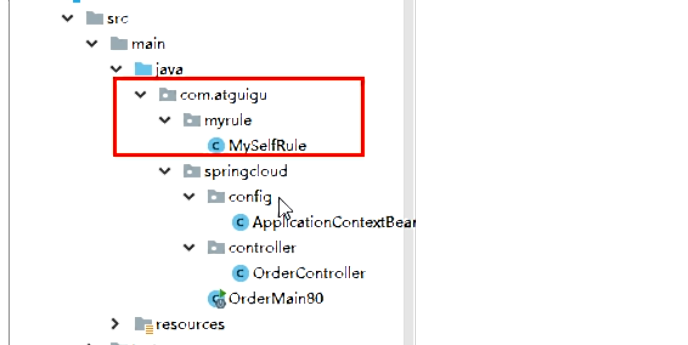 src
main
java
com.atguigu
myrule
MySelfRule
springcloud
config
ApplicationContextBear
controller
OrderController
OrderMain80
resources